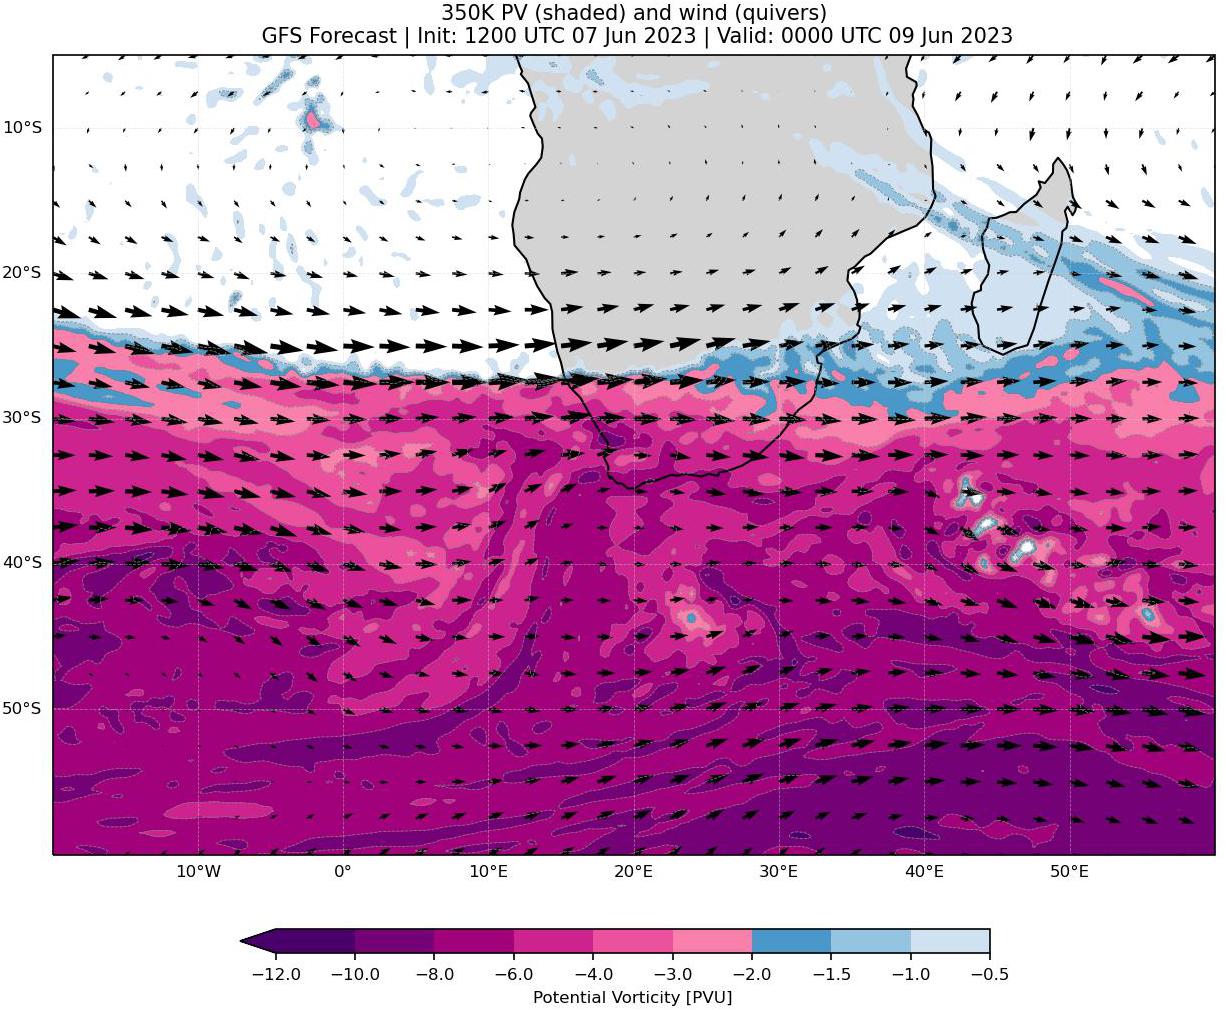 350K PV (shaded) and wind (quivers)
GFS Forecast | Init: 1200 UTC 07 Jun 2023 | Valid: 0000 UTC 09 Jun 2023
10°S
20°S
30°S
40°S
50°S
10°W 0° 10°E 20°E 30°E 40°E 50°E
−12.0 −10.0 −8.0 −6.0 −4.0 −3.0 −2.0 −1.5 −1.0 −0.5
Potential Vorticity [PVU]